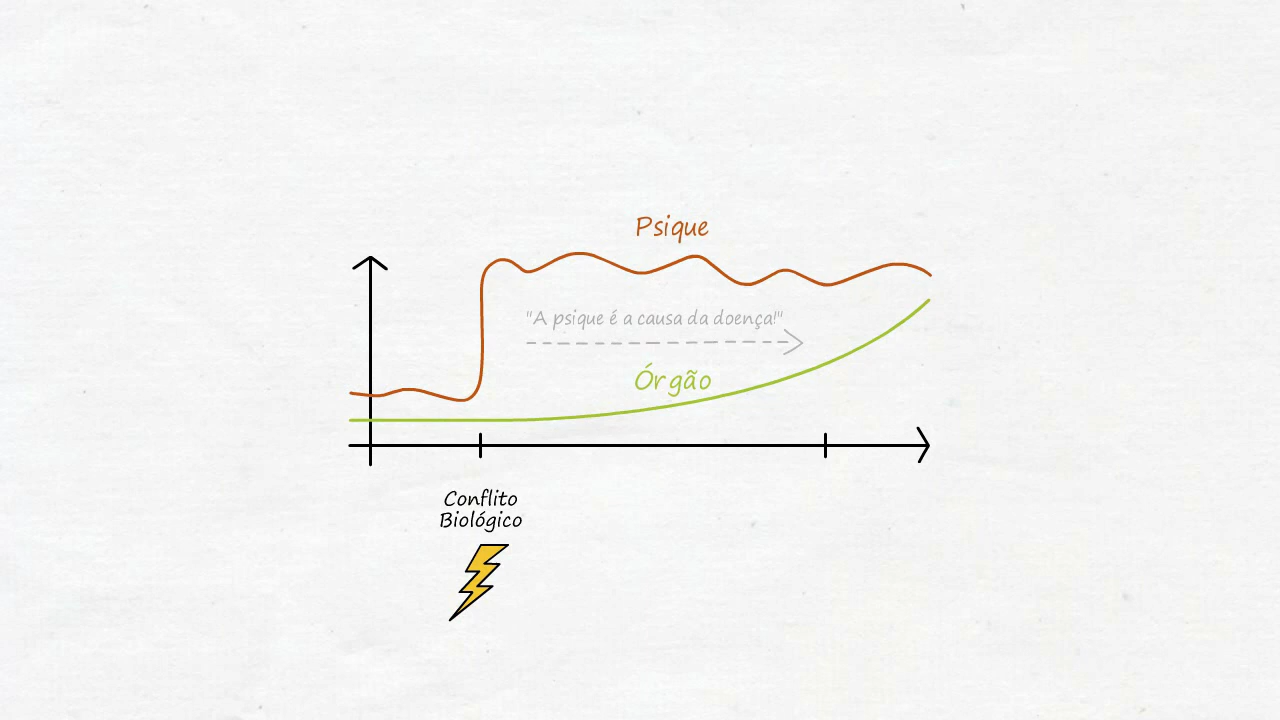 Psique
"A psique é a causa da doença!"
Órgão
Conflito
Biológico